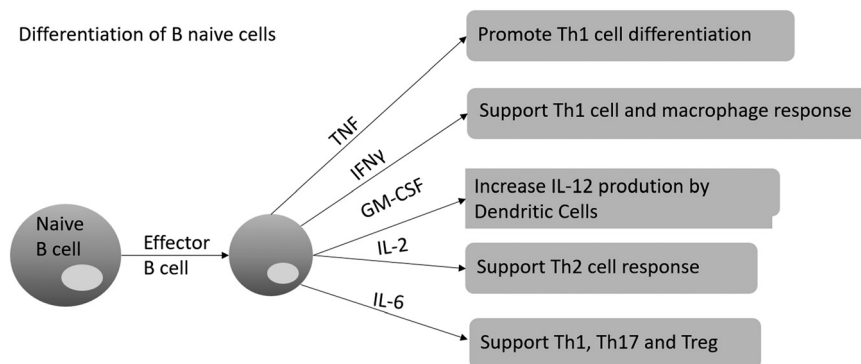 Differentiation of B naive cells
Promote Th1 cell differentiation
TNF
Support Th1 cell and macrophage response
IFNγ
GM-CSF
Increase IL-12 prodution by
Dendritic Cells
Naive
B cell
Effector
B cell
IL-2
Support Th2 cell response
IL-6
Support Th1, Th17 and Treg